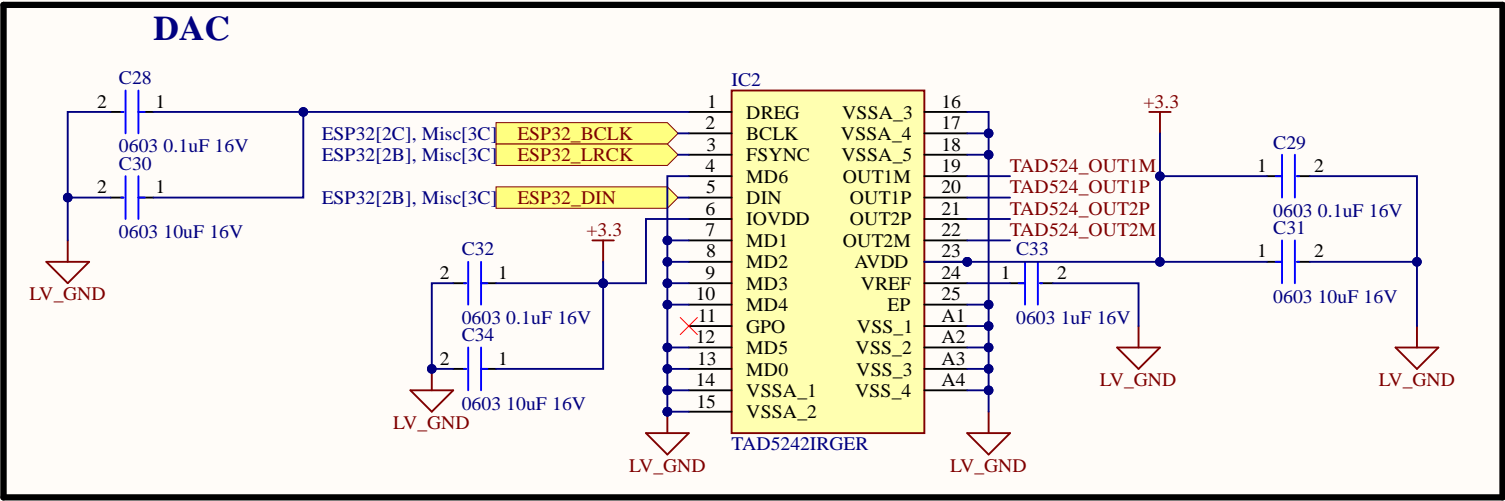 DAC
C28
2 1
0603 0.1uF 16V
C30
2 1
0603 10uF 16V
LV_GND
ESP32[2C], Misc[3C] ESP32_BCLK
ESP32[2B], Misc[3C] ESP32_LRCK
ESP32[2B], Misc[3C] ESP32_DIN
+3.3
C32
2 1
0603 0.1uF 16V
C34
2 1
0603 10uF 16V
LV_GND
LV_GND
IC2
1 DREG VSSA_3 16
2 BCLK VSSA_4 17
3 FSYNC VSSA_5 18
4 MD6 OUT1M 19 TAD524_OUT1M
5 DIN OUT1P 20 TAD524_OUT1P
6 IOVDD OUT2P 21 TAD524_OUT2P
7 MD1 OUT2M 22 TAD524_OUT2M
8 MD2 AVDD 23
9 MD3 VREF 24
10 MD4 EP 25
11 GPO VSS_1 A1
12 MD5 VSS_2 A2
13 MD0 VSS_3 A3
14 VSSA_1 VSS_4 A4
15 VSSA_2
TAD5242IRGER
LV_GND
C33
1 2
0603 1uF 16V
LV_GND
+3.3
C29
1 2
0603 0.1uF 16V
C31
1 2
0603 10uF 16V
LV_GND